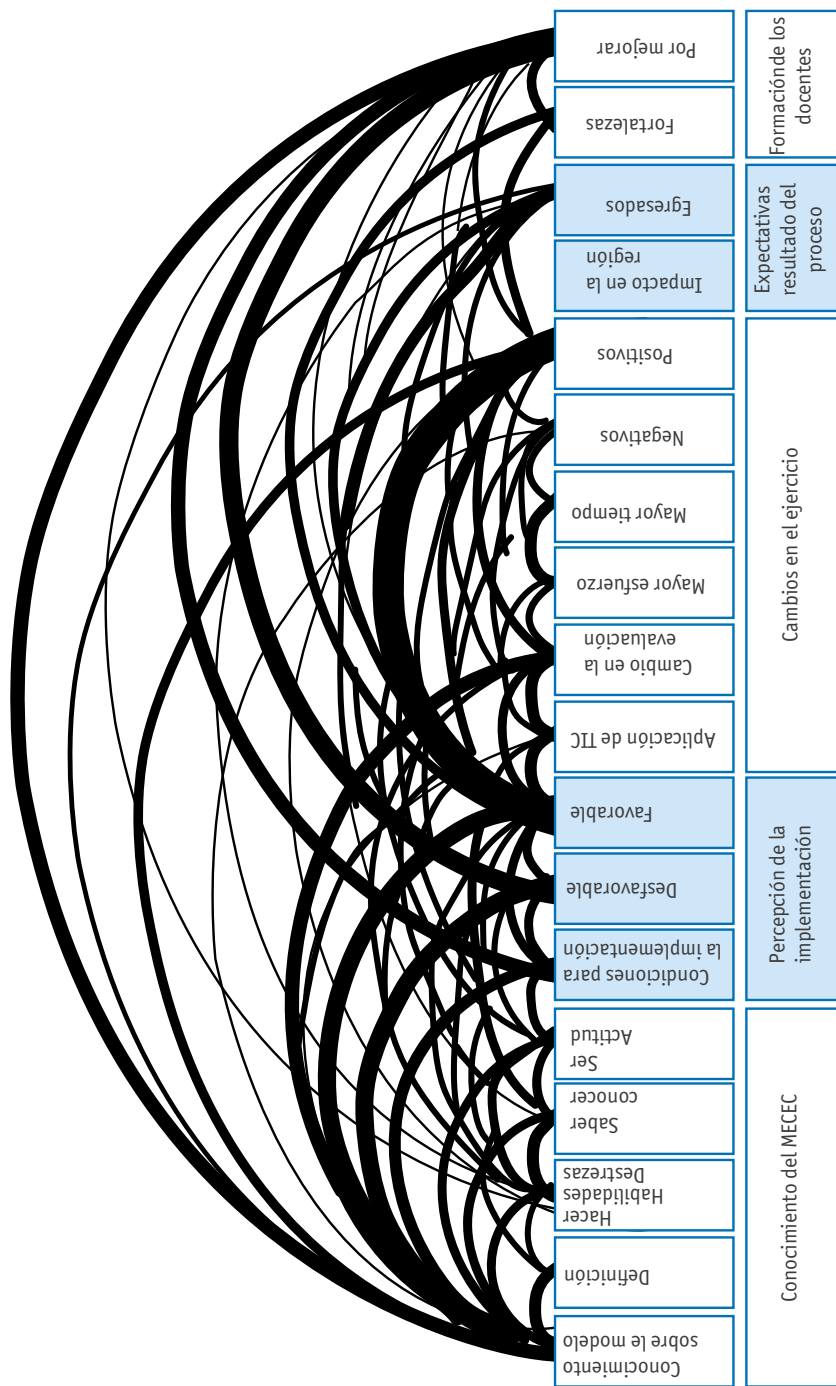 Por mejorar
Fortalezas
Egresados
Impacto en la
región
Positivos
Negativos
Mayor tiempo
Mayor esfuerzo
Cambio en la
evaluación
Aplicación de TIC
Favorable
Desfavorable
Condiciones para
la implementación
Ser
Actitud
Saber
conocer
Hacer
Habilidades
Destrezas
Definición
Conocimiento
sobre le modelo
Formaciónde los
docentes
Expectativas
resultado del
proceso
Cambios en el ejercicio
Percepción de la
implementación
Conocimiento del MECEC